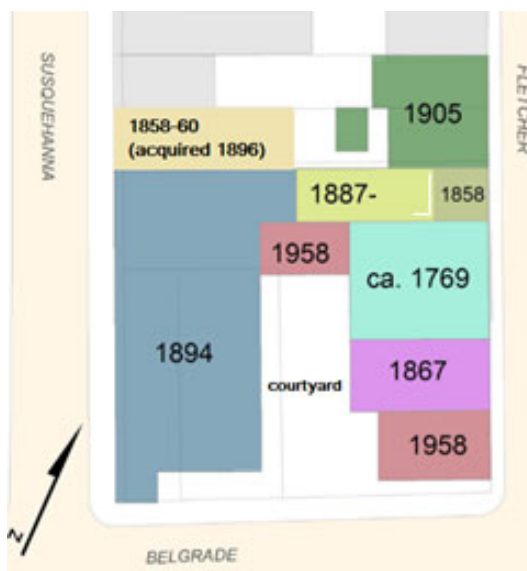 SUSQUEHANNA
FLETCHER
1905
1858-60
(acquired 1896)
1887-
1858
1958
ca. 1769
1894
courtyard
1867
1958
N
BELGRADE